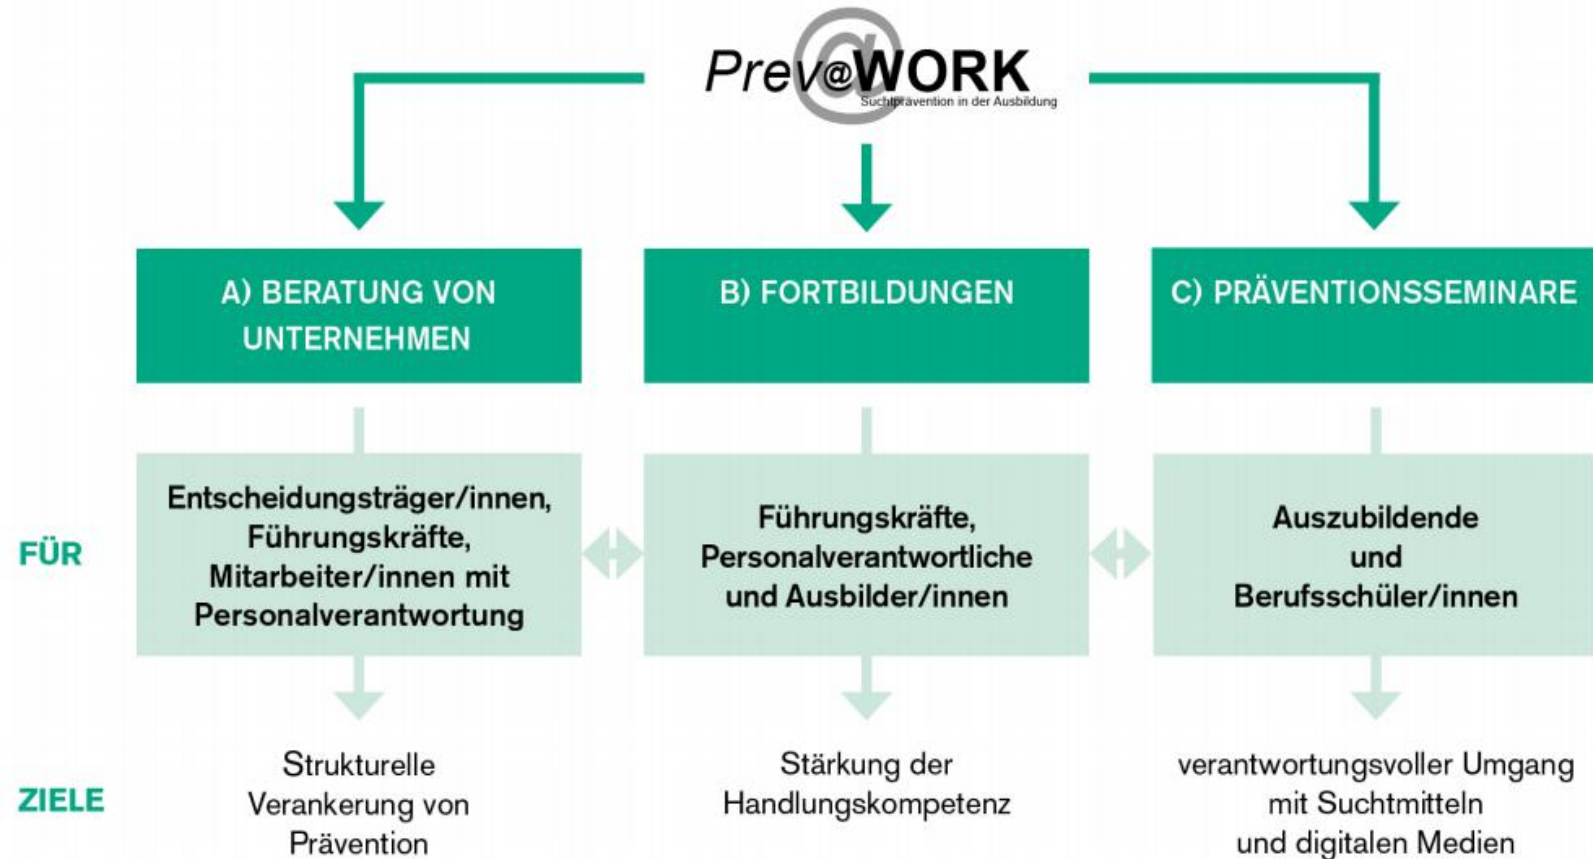 Prev@WORK
Suchtprävention in der Ausbildung
A) BERATUNG VON
UNTERNEHMEN
B) FORTBILDUNGEN
C) PRÄVENTIONSSEMINARE
FÜR
Entscheidungsträger/innen,
Führungskräfte,
Mitarbeiter/innen mit
Personalverantwortung
Führungskräfte,
Personalverantwortliche
und Ausbilder/innen
Auszubildende
und
Berufsschüler/innen
ZIELE
Strukturelle
Verankerung von
Prävention
Stärkung der
Handlungskompetenz
verantwortungsvoller Umgang
mit Suchtmitteln
und digitalen Medien